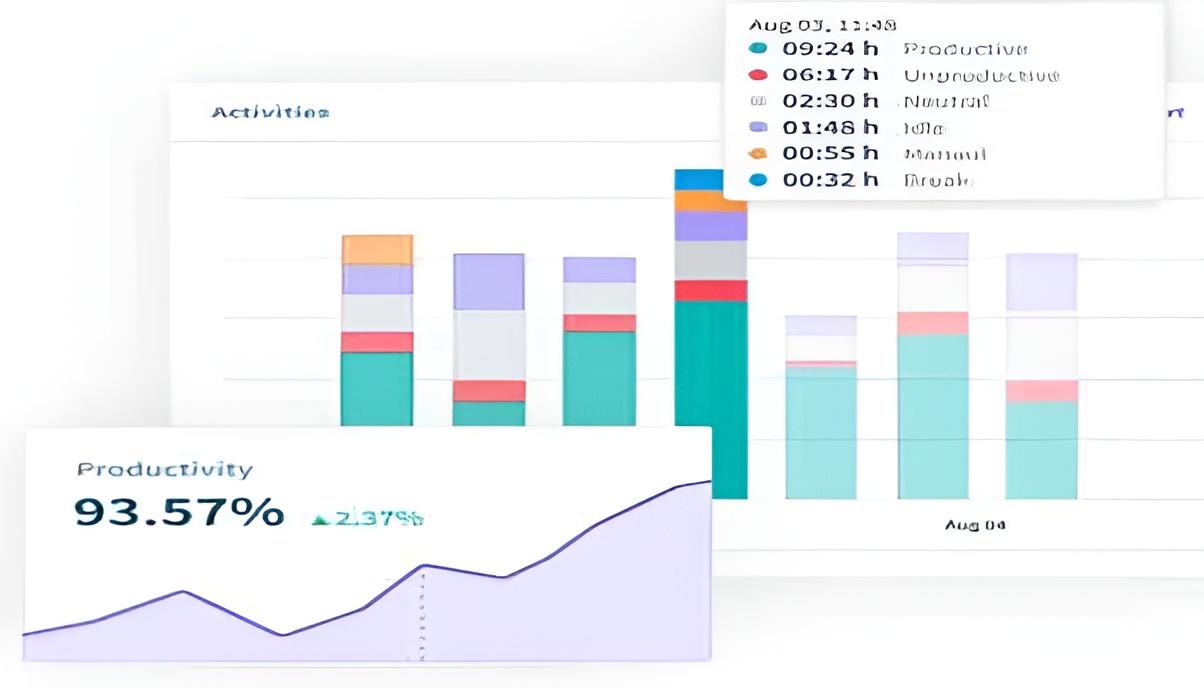 Aug 03, 11:48
09:24 h Productive
06:17 h Unproductive
02:30 h Neutral
01:48 h Idle
00:55 h Manual
00:32 h Break
Activities
Productivity
93.57% ▲2.37%
Aug 04